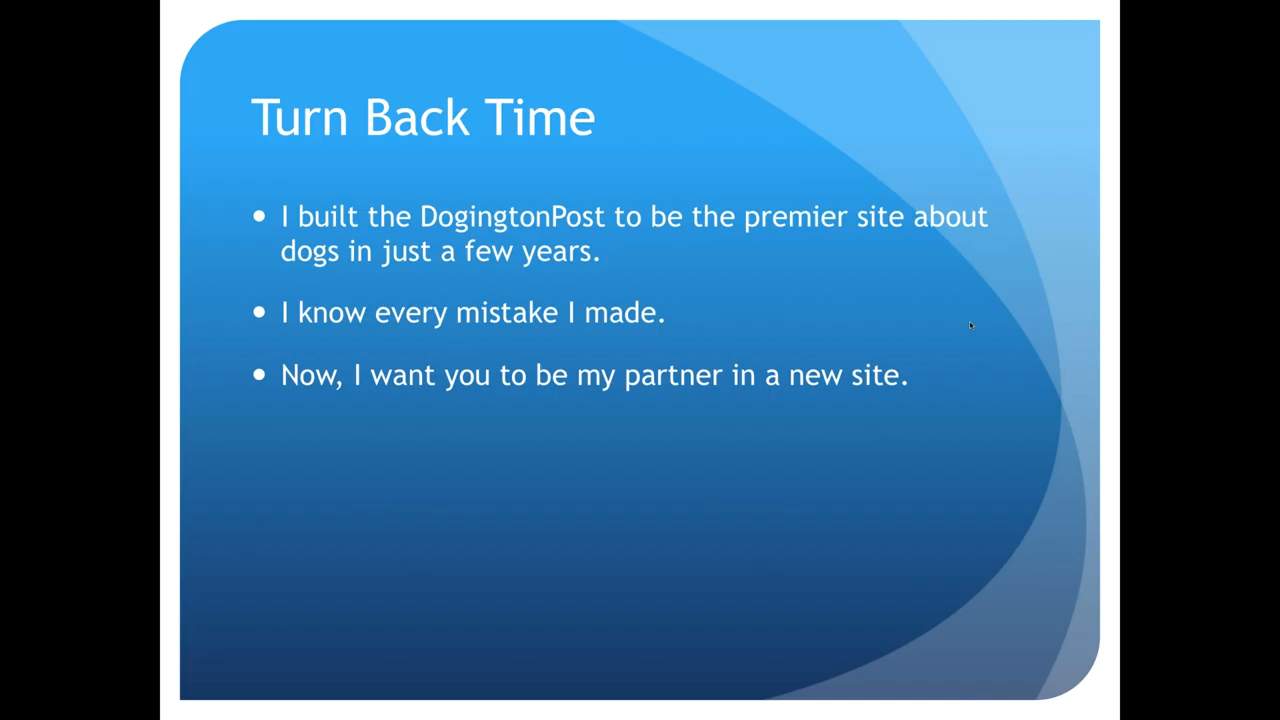 Turn Back Time
• I built the DogingtonPost to be the premier site about
dogs in just a few years.
• I know every mistake I made.
• Now, I want you to be my partner in a new site.